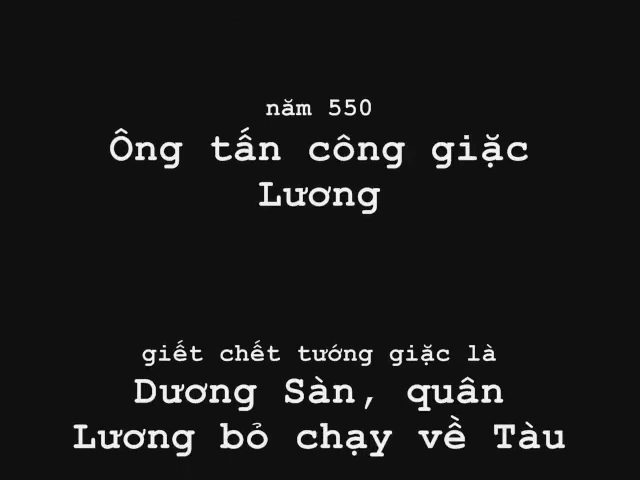 năm 550
Ông tấn công giặc
Lương
giết chết tướng giặc là
Dương Sàn, quân
Lương bỏ chạy về Tàu